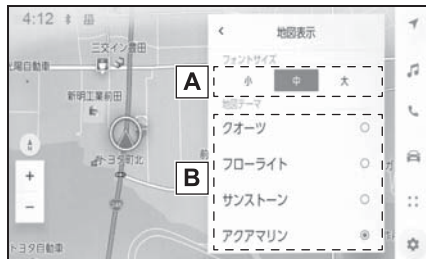 4:12
地図表示
三交イン豊田
フォントサイズ
A
小 中 大
新明工業前田
地図テーマ
クオーツ
B
フローライト
サンストーン
アクアマリン
トヨタ町北
トヨタ自動車